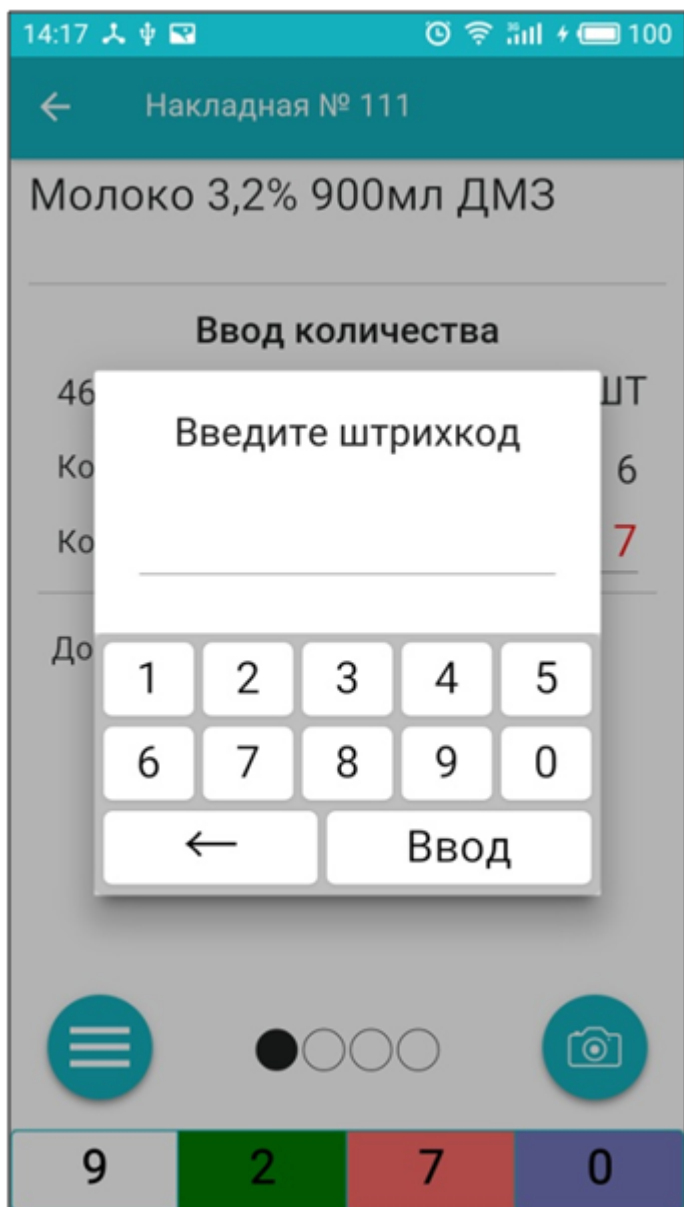 14:17 3G 100
← Накладная № 111
Молоко 3,2% 900мл ДМЗ
Ввод количества
46 ШТ
Ко 6
Ко 7
До
Введите штрихкод
1 2 3 4 5
6 7 8 9 0
← Ввод
9 2 7 0